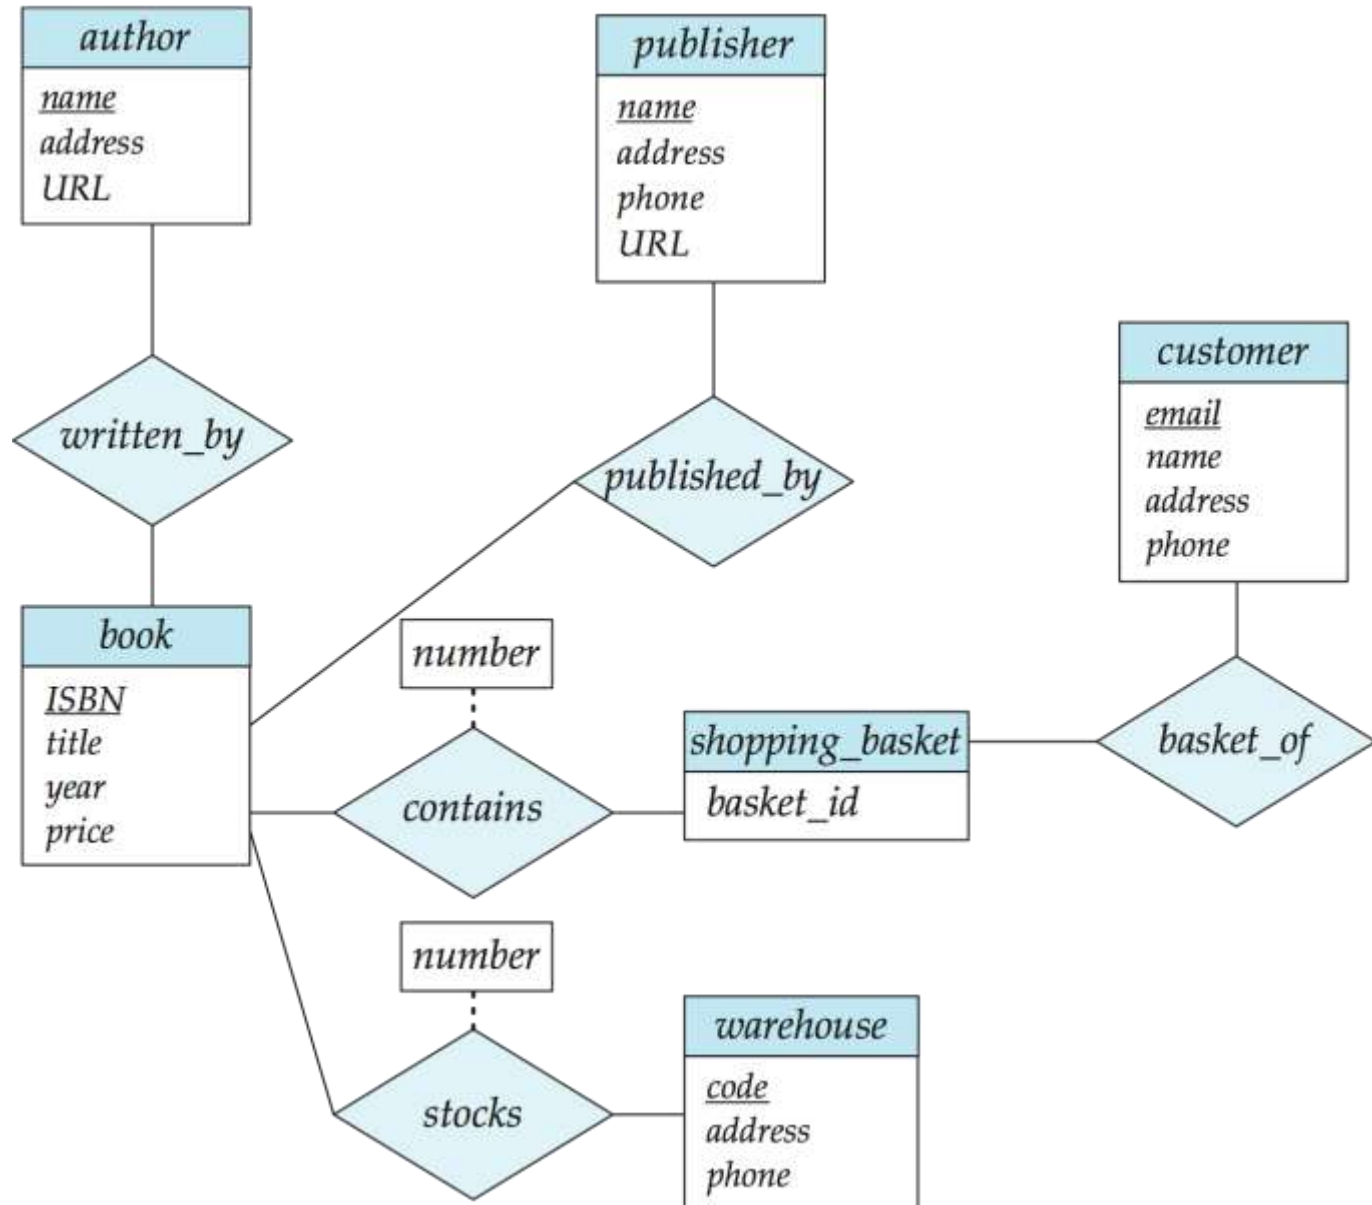 author
name
address
URL
publisher
name
address
phone
URL
customer
email
name
address
phone
written_by
published_by
book
ISBN
title
year
price
number
contains
shopping_basket
basket_id
basket_of
number
stocks
warehouse
code
address
phone